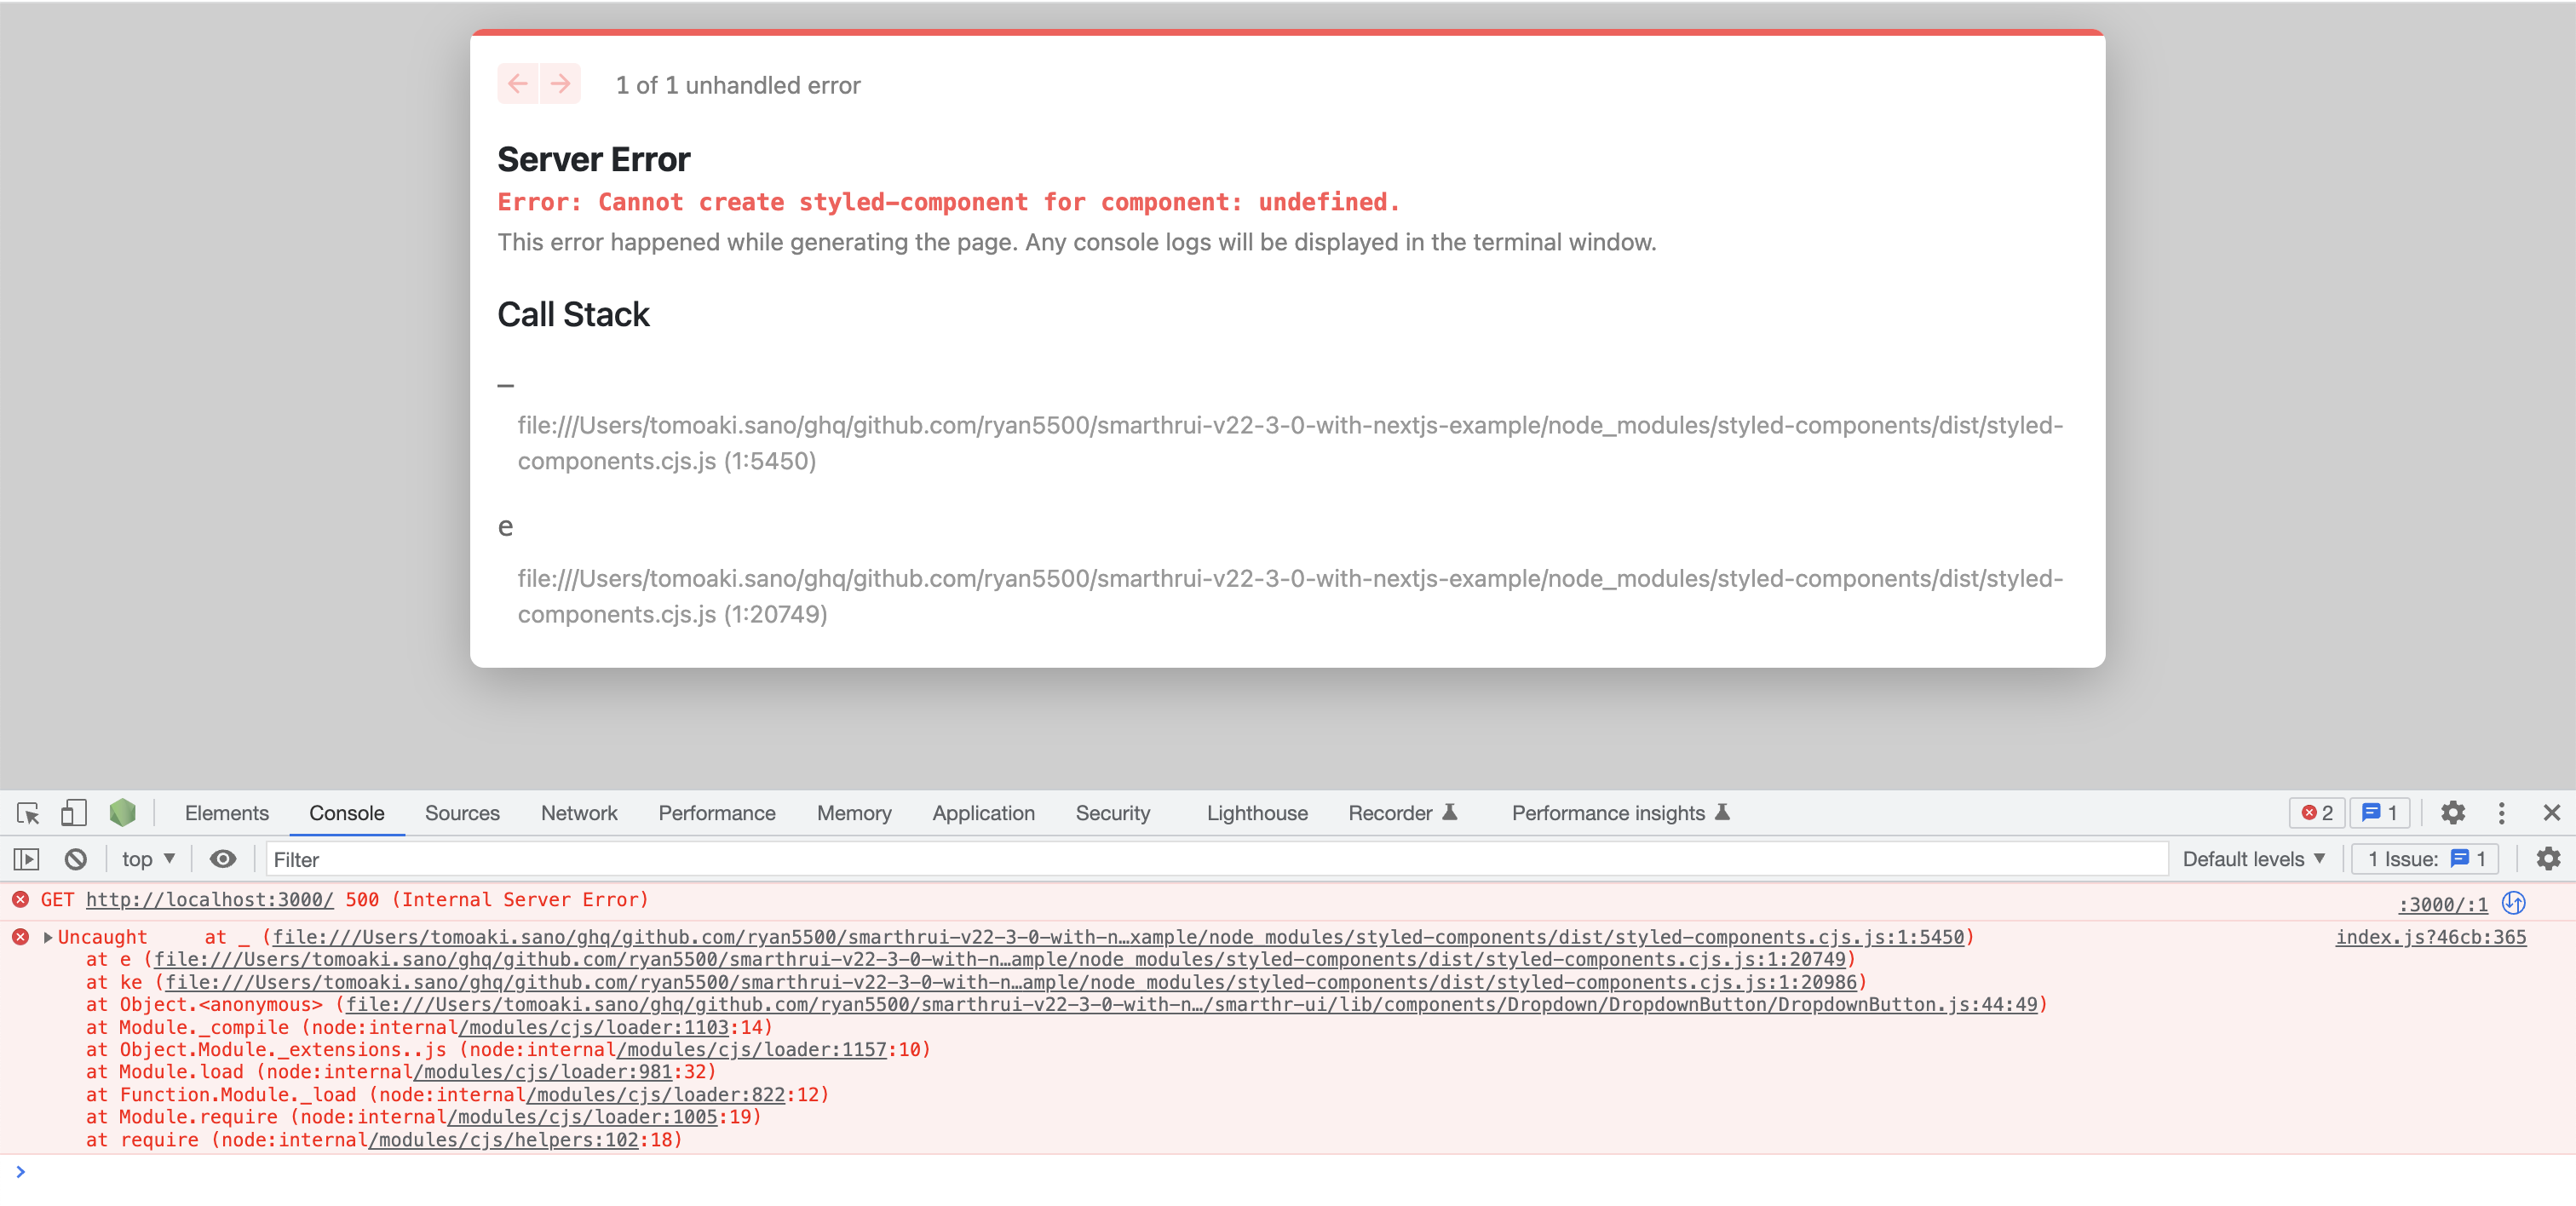 1 of 1 unhandled error
Server Error
Error: Cannot create styled-component for component: undefined.
This error happened while generating the page. Any console logs will be displayed in the terminal window.
Call Stack
_
file:///Users/tomoaki.sano/ghq/github.com/ryan5500/smarthrui-v22-3-0-with-nextjs-example/node_modules/styled-components/dist/styled-
components.cjs.js (1:5450)
e
file:///Users/tomoaki.sano/ghq/github.com/ryan5500/smarthrui-v22-3-0-with-nextjs-example/node_modules/styled-components/dist/styled-
components.cjs.js (1:20749)
Elements Console Sources Network Performance Memory Application Security Lighthouse Recorder Performance insights 2 1
top Filter Default levels 1 Issue: 1
GET http://localhost:3000/ 500 (Internal Server Error) :3000/:1
Uncaught at _ (file:///Users/tomoaki.sano/ghq/github.com/ryan5500/smarthrui-v22-3-0-with-n…xample/node_modules/styled-components/dist/styled-components.cjs.js:1:5450) index.js?46cb:365
at e (file:///Users/tomoaki.sano/ghq/github.com/ryan5500/smarthrui-v22-3-0-with-n…ample/node_modules/styled-components/dist/styled-components.cjs.js:1:20749)
at ke (file:///Users/tomoaki.sano/ghq/github.com/ryan5500/smarthrui-v22-3-0-with-n…ample/node_modules/styled-components/dist/styled-components.cjs.js:1:20986)
at Object.<anonymous> (file:///Users/tomoaki.sano/ghq/github.com/ryan5500/smarthrui-v22-3-0-with-n…/smarthr-ui/lib/components/Dropdown/DropdownButton/DropdownButton.js:44:49)
at Module._compile (node:internal/modules/cjs/loader:1103:14)
at Object.Module._extensions..js (node:internal/modules/cjs/loader:1157:10)
at Module.load (node:internal/modules/cjs/loader:981:32)
at Function.Module._load (node:internal/modules/cjs/loader:822:12)
at Module.require (node:internal/modules/cjs/loader:1005:19)
at require (node:internal/modules/cjs/helpers:102:18)